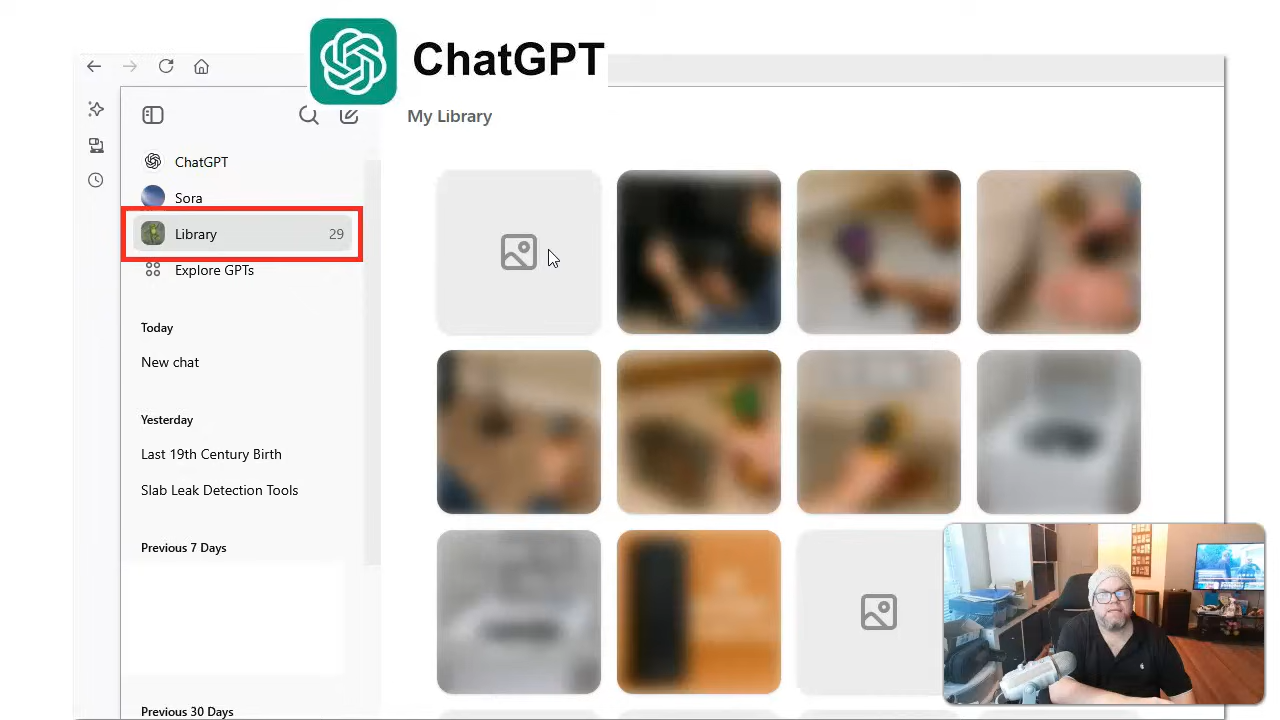 ChatGPT
My Library
ChatGPT
Sora
Library 29
Explore GPTs
Today
New chat
Yesterday
Last 19th Century Birth
Slab Leak Detection Tools
Previous 7 Days
Previous 30 Days